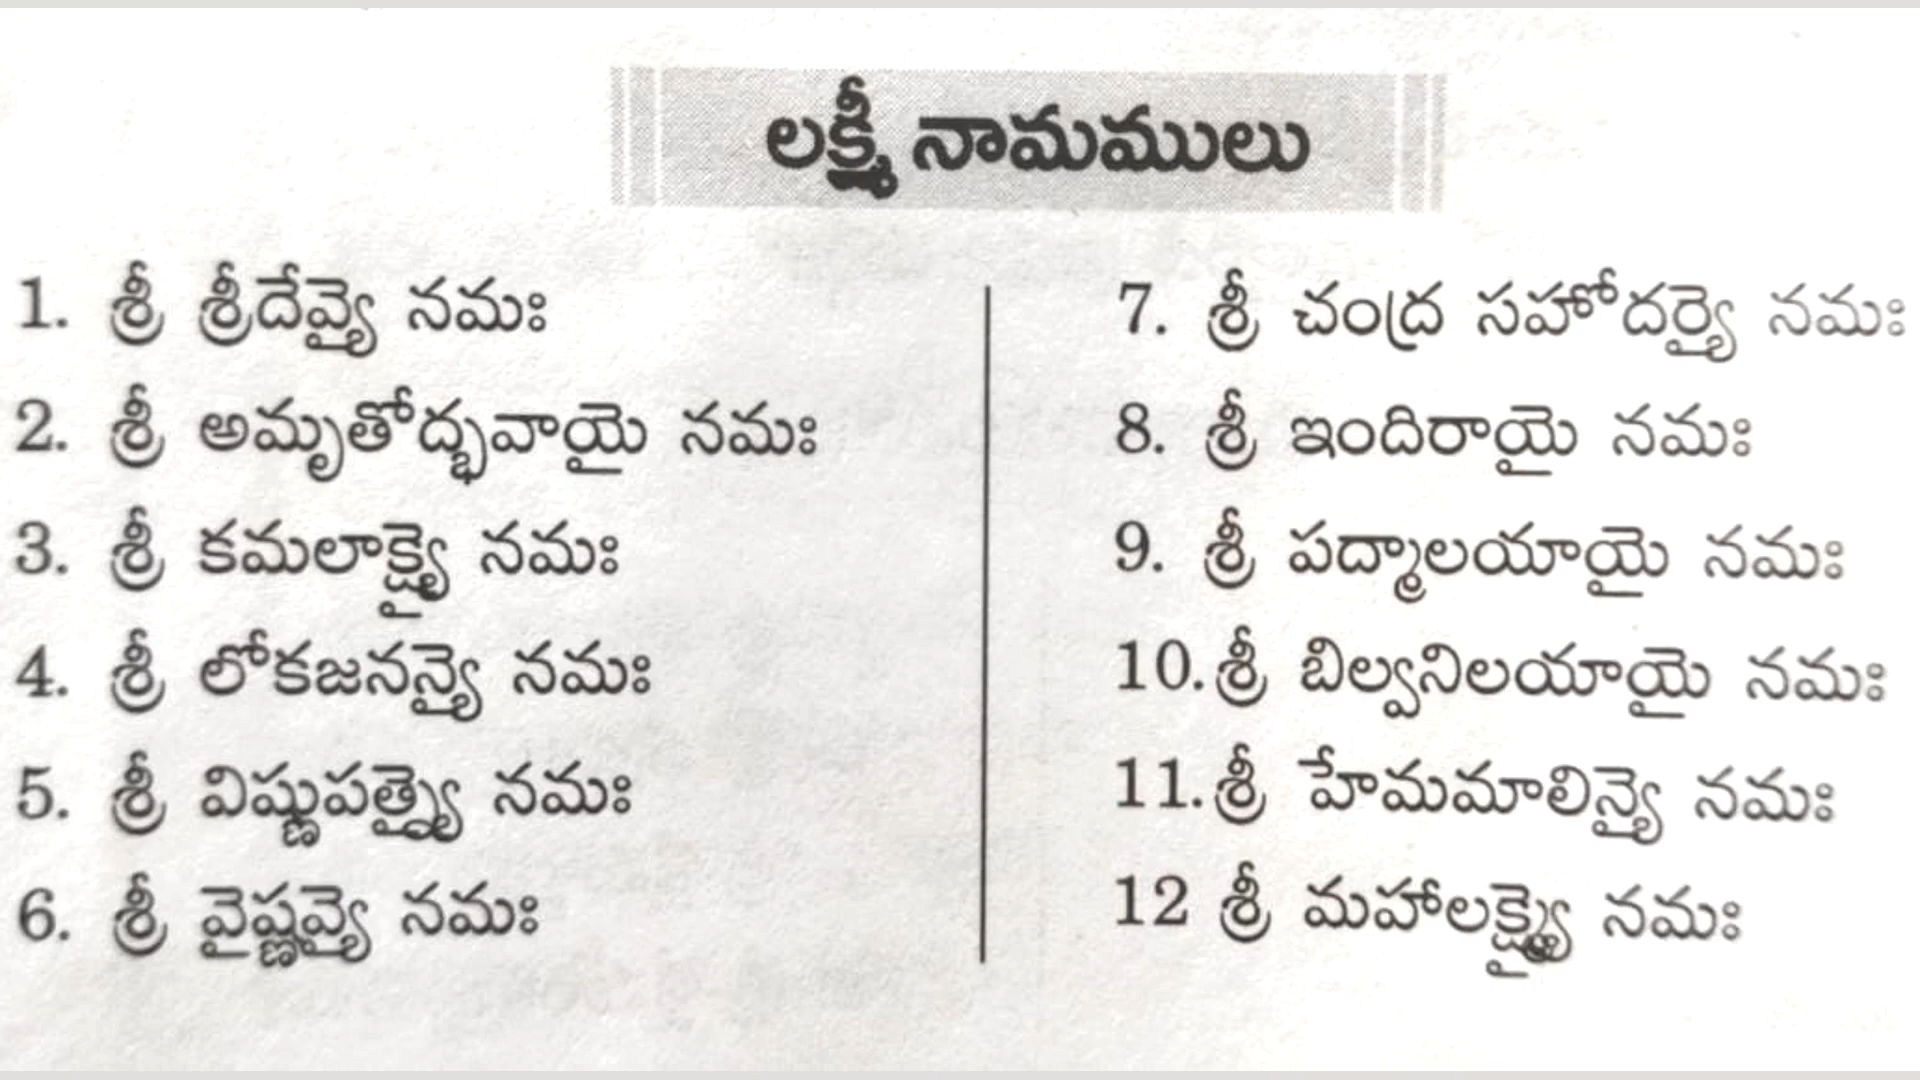 లక్ష్మీ నామములు
1. శ్రీ శ్రీదేవ్యై నమః
2. శ్రీ అమృతోద్భవాయై నమః
3. శ్రీ కమలాక్ష్యై నమః
4. శ్రీ లోకజనన్యై నమః
5. శ్రీ విష్ణుపత్న్యై నమః
6. శ్రీ వైష్ణవ్యై నమః
7. శ్రీ చంద్ర సహోదర్యై నమః
8. శ్రీ ఇందిరాయై నమః
9. శ్రీ పద్మాలయాయై నమః
10. శ్రీ బిల్వనిలయాయై నమః
11. శ్రీ హేమమాలిన్యై నమః
12 శ్రీ మహాలక్ష్మ్యై నమః